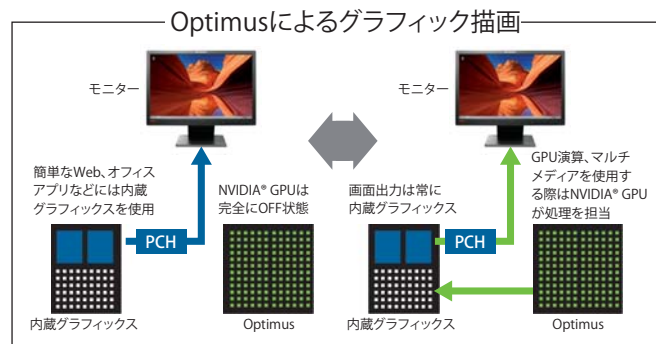 Optimusによるグラフィック描画
モニター
簡単なWeb、オフィス
アプリなどには内蔵
グラフィックスを使用
NVIDIA® GPUは
完全にOFF状態
PCH
内蔵グラフィックス
Optimus
モニター
画面出力は常に
内蔵グラフィックス
GPU演算、マルチ
メディアを使用す
る際はNVIDIA® GPU
が処理を担当
PCH
内蔵グラフィックス
Optimus